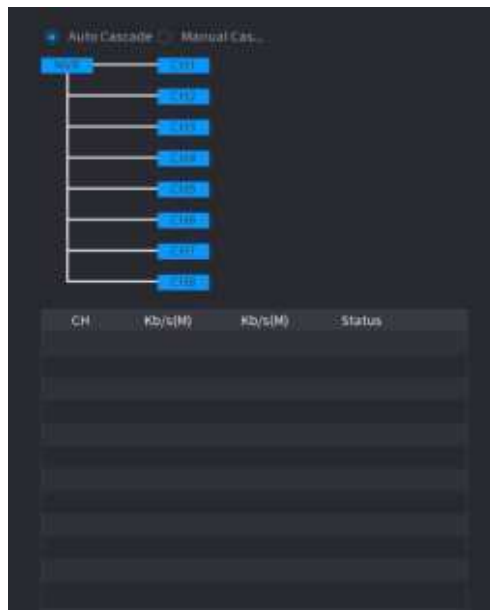 Auto Cascade Manual Cas...
NVR CH1
CH2
CH3
CH4
CH5
CH6
CH7
CH8
CH Kb/s(M) Kb/s(M) Status